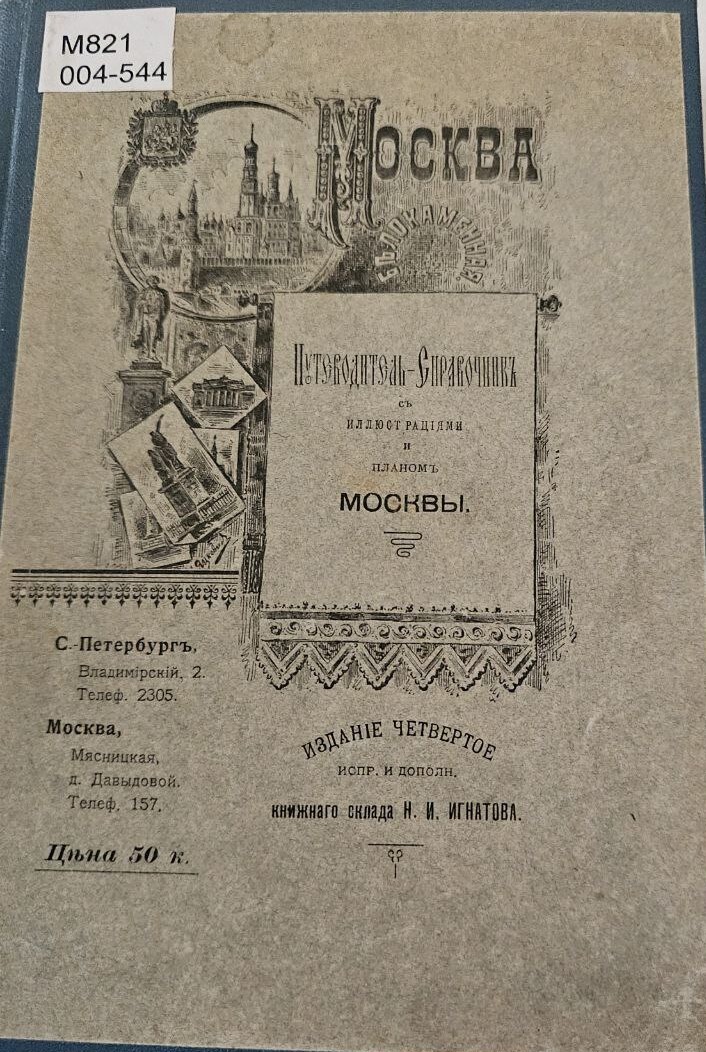 М821
004-544
МОСКВА
БѢЛОКАМЕННАЯ
ПУТЕВОДИТЕЛЬ-СПРАВОЧНИКЪ
СЪ
ИЛЛЮСТРАЦІЯМИ
И
ПЛАНОМЪ
МОСКВЫ.
С.-Петербургъ,
Владимірскій, 2.
Телеф. 2305.
Москва,
Мясницкая,
д. Давыдовой.
Телеф. 157.
Цѣна 50 к.
ИЗДАНІЕ ЧЕТВЕРТОЕ
ИСПР. И ДОПОЛН.
книжнаго склада Н. И. ИГНАТОВА.